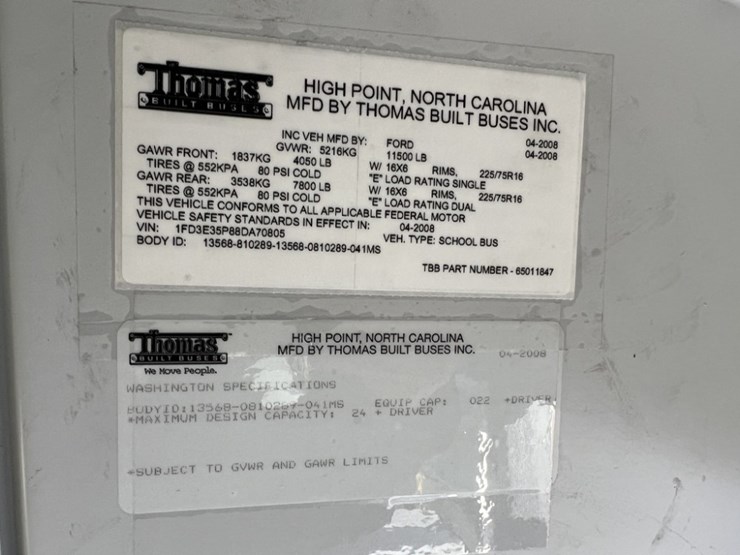 Thomas
BUILT BUSES
HIGH POINT, NORTH CAROLINA
MFD BY THOMAS BUILT BUSES INC.
INC VEH MFD BY: FORD 04-2008
GVWR: 5216KG 11500 LB 04-2008
GAWR FRONT: 1837KG 4050 LB W/ 16X6 RIMS, 225/75R16
TIRES @ 552KPA 80 PSI COLD "E" LOAD RATING SINGLE
GAWR REAR: 3538KG 7800 LB W/ 16X6 RIMS, 225/75R16
TIRES @ 552KPA 80 PSI COLD "E" LOAD RATING DUAL
THIS VEHICLE CONFORMS TO ALL APPLICABLE FEDERAL MOTOR
VEHICLE SAFETY STANDARDS IN EFFECT IN: 04-2008
VIN: 1FD3E35P88DA70805 VEH. TYPE: SCHOOL BUS
BODY ID: 13568-810289-13568-0810289-041MS
TBB PART NUMBER - 65011847
Thomas
BUILT BUSES
We Move People.
HIGH POINT, NORTH CAROLINA
MFD BY THOMAS BUILT BUSES INC.
04-2008
WASHINGTON SPECIFICATIONS
BODYID:13568-0810289-041MS EQUIP CAP: 022 +DRIVER
*MAXIMUM DESIGN CAPACITY: 24 + DRIVER
*SUBJECT TO GVWR AND GAWR LIMITS